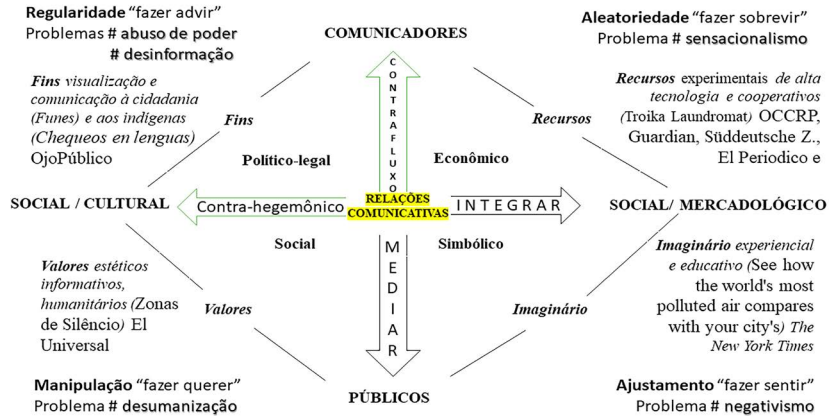 Regularidade “fazer advir”
Problemas # abuso de poder
# desinformação
COMUNICADORES
Aleatoriedade “fazer sobrevir”
Problema # sensacionalismo
Fins visualização e
comunicação à cidadania
(Funes) e aos indígenas
(Chequeos en lenguas)
OjoPúblico
Fins
Político-legal
CONTRAFLUXO
Econômico
Recursos
Recursos experimentais de alta
tecnologia e cooperativos
(Troika Laundromat) OCCRP,
Guardian, Süddeutsche Z.,
El Periodico e
SOCIAL / CULTURAL
Contra-hegemônico
RELAÇÕES
COMUNICATIVAS
INTEGRAR
SOCIAL/ MERCADOLÓGICO
Social
MEDIAR
Simbólico
Valores estéticos
informativos,
humanitários (Zonas
de Silêncio) El
Universal
Valores
Imaginário
Imaginário experiencial
e educativo (See how
the world's most
polluted air compares
with your city's) The
New York Times
Manipulação “fazer querer”
Problema # desumanização
PÚBLICOS
Ajustamento “fazer sentir”
Problema # negativismo